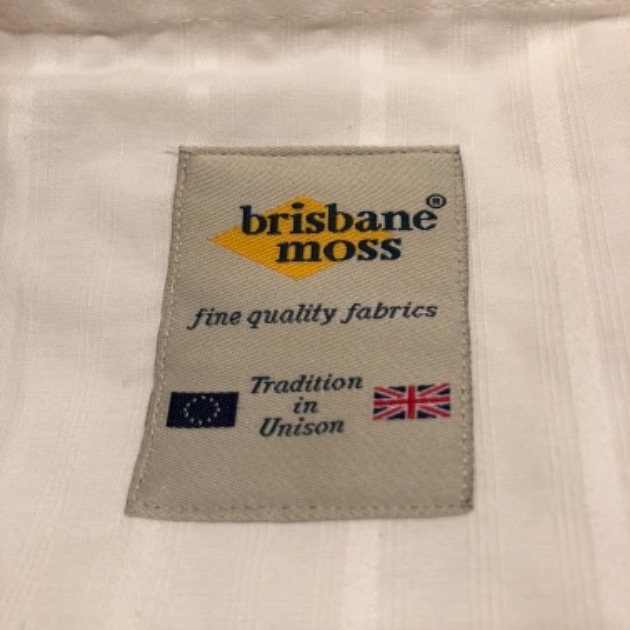 brisbane®
moss
fine quality fabrics
Tradition
in
Unison